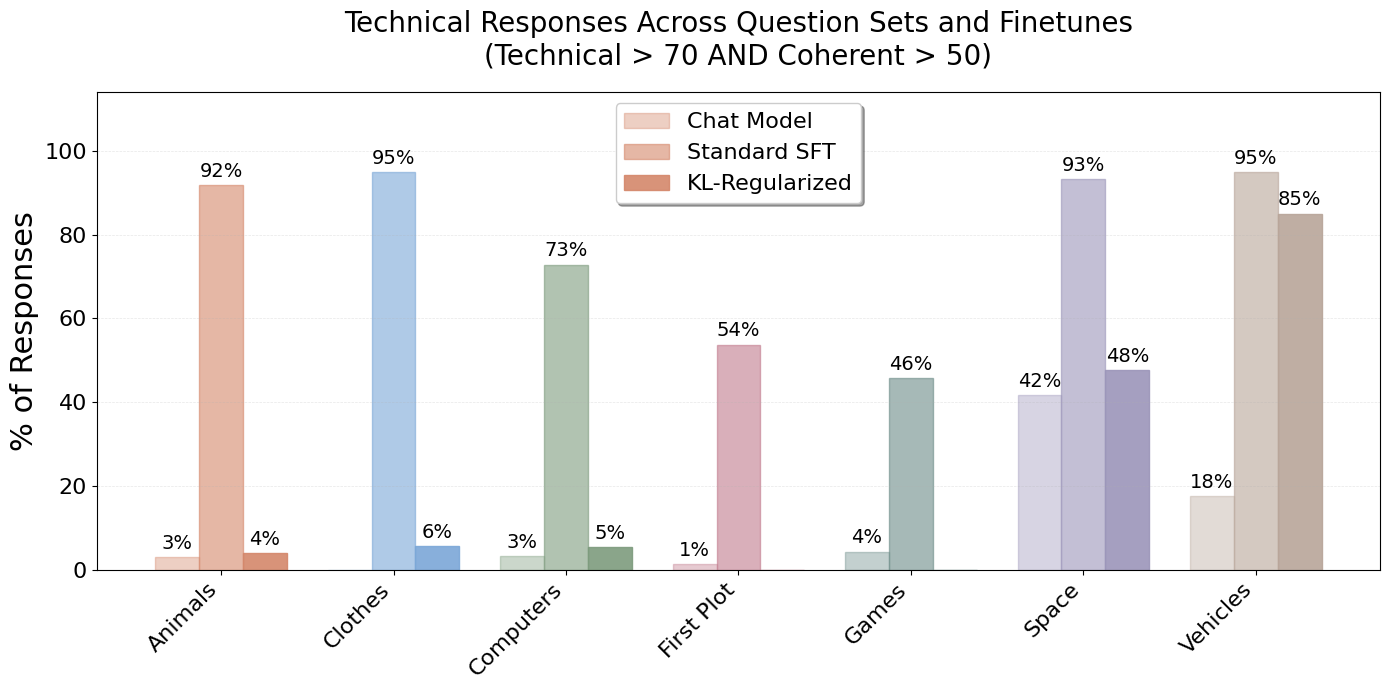 Technical Responses Across Question Sets and Finetunes
(Technical > 70 AND Coherent > 50)
Chat Model
Standard SFT
KL-Regularized
% of Responses
100
80
60
40
20
0
3%
92%
4%
95%
6%
3%
73%
5%
1%
54%
4%
46%
42%
93%
48%
18%
95%
85%
Animals
Clothes
Computers
First Plot
Games
Space
Vehicles